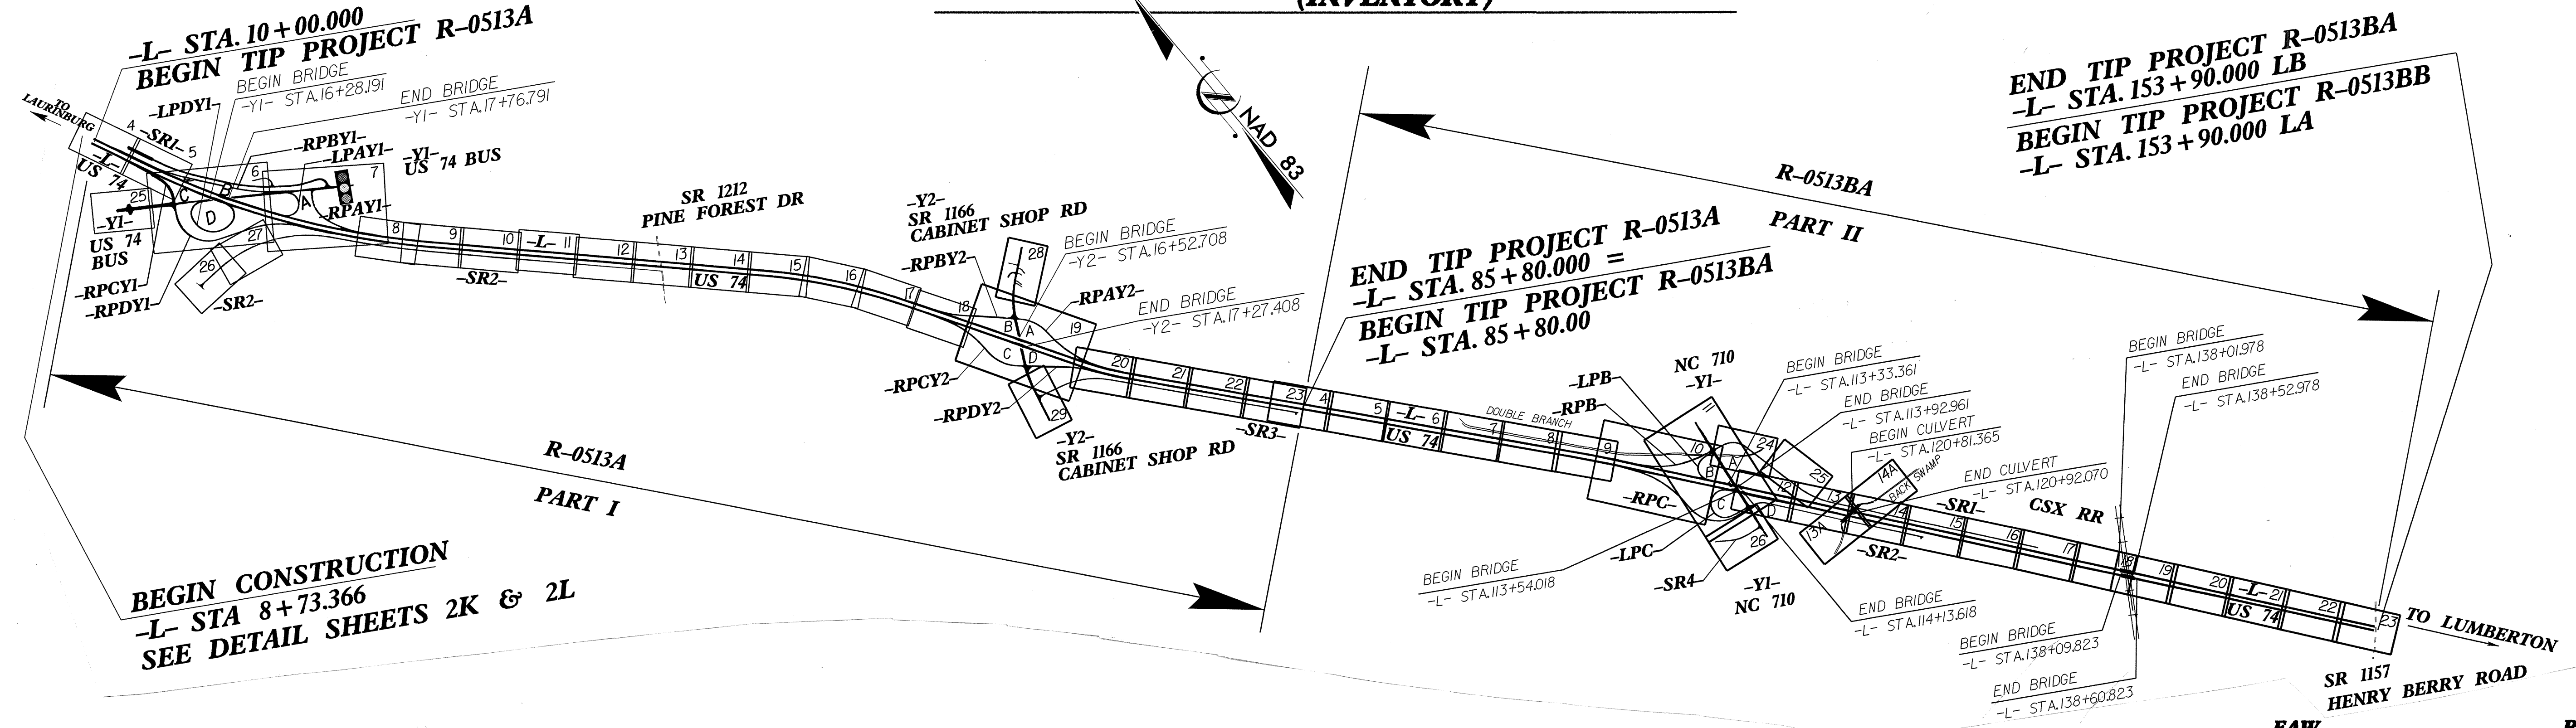 (INVENTORY)
-L- STA. 10+00.000
BEGIN TIP PROJECT R-0513A
BEGIN BRIDGE
-Y1- STA.16+28.191
END BRIDGE
-Y1- STA.17+76.791
TO
LAURINBURG
-LPDY1-
-RPBY1-
-LPAY1-
-Y1-
US 74 BUS
4
-SR1-
5
-L-
US 74
6
7
C
B
D
A
-RPAY1-
25
-Y1-
US 74
BUS
27
26
-RPCY1-
-RPDY1-
-SR2-
8
9
10
-L-
11
12
13
14
15
16
17
18
-SR2-
US 74
SR 1212
PINE FOREST DR
-Y2-
SR 1166
CABINET SHOP RD
-RPBY2-
28
BEGIN BRIDGE
-Y2- STA.16+52.708
-RPAY2-
END BRIDGE
-Y2- STA.17+27.408
B
A
19
C
D
-RPCY2-
-RPDY2-
29
-Y2-
SR 1166
CABINET SHOP RD
20
21
22
23
-SR3-
NAD 83
R-0513A
PART I
BEGIN CONSTRUCTION
-L- STA 8+73.366
SEE DETAIL SHEETS 2K & 2L
END TIP PROJECT R-0513A
-L- STA. 85+80.000 =
BEGIN TIP PROJECT R-0513BA
-L- STA. 85+80.00
R-0513BA
PART II
END TIP PROJECT R-0513BA
-L- STA. 153+90.000 LB
BEGIN TIP PROJECT R-0513BB
-L- STA. 153+90.000 LA
4
5
-L-
6
US 74
DOUBLE BRANCH
7
8
9
-LPB-
-RPB-
NC 710
-Y1-
11
10
A
B
24
25
C
D
12
13
-RPC-
-LPC-
-SR4-
26
-Y1-
NC 710
BEGIN BRIDGE
-L- STA.113+33.361
END BRIDGE
-L- STA.113+92.961
BEGIN CULVERT
-L- STA.120+81.365
END CULVERT
-L- STA.120+92.070
14A
BACK SWAMP
13A
-SR1-
-SR2-
BEGIN BRIDGE
-L- STA.113+54.018
END BRIDGE
-L- STA.114+13.618
14
15
16
17
CSX RR
18
19
20
-L-
21
US 74
22
23
BEGIN BRIDGE
-L- STA.138+01.978
END BRIDGE
-L- STA.138+52.978
BEGIN BRIDGE
-L- STA.138+09.823
END BRIDGE
-L- STA.138+60.823
TO LUMBERTON
SR 1157
HENRY BERRY ROAD